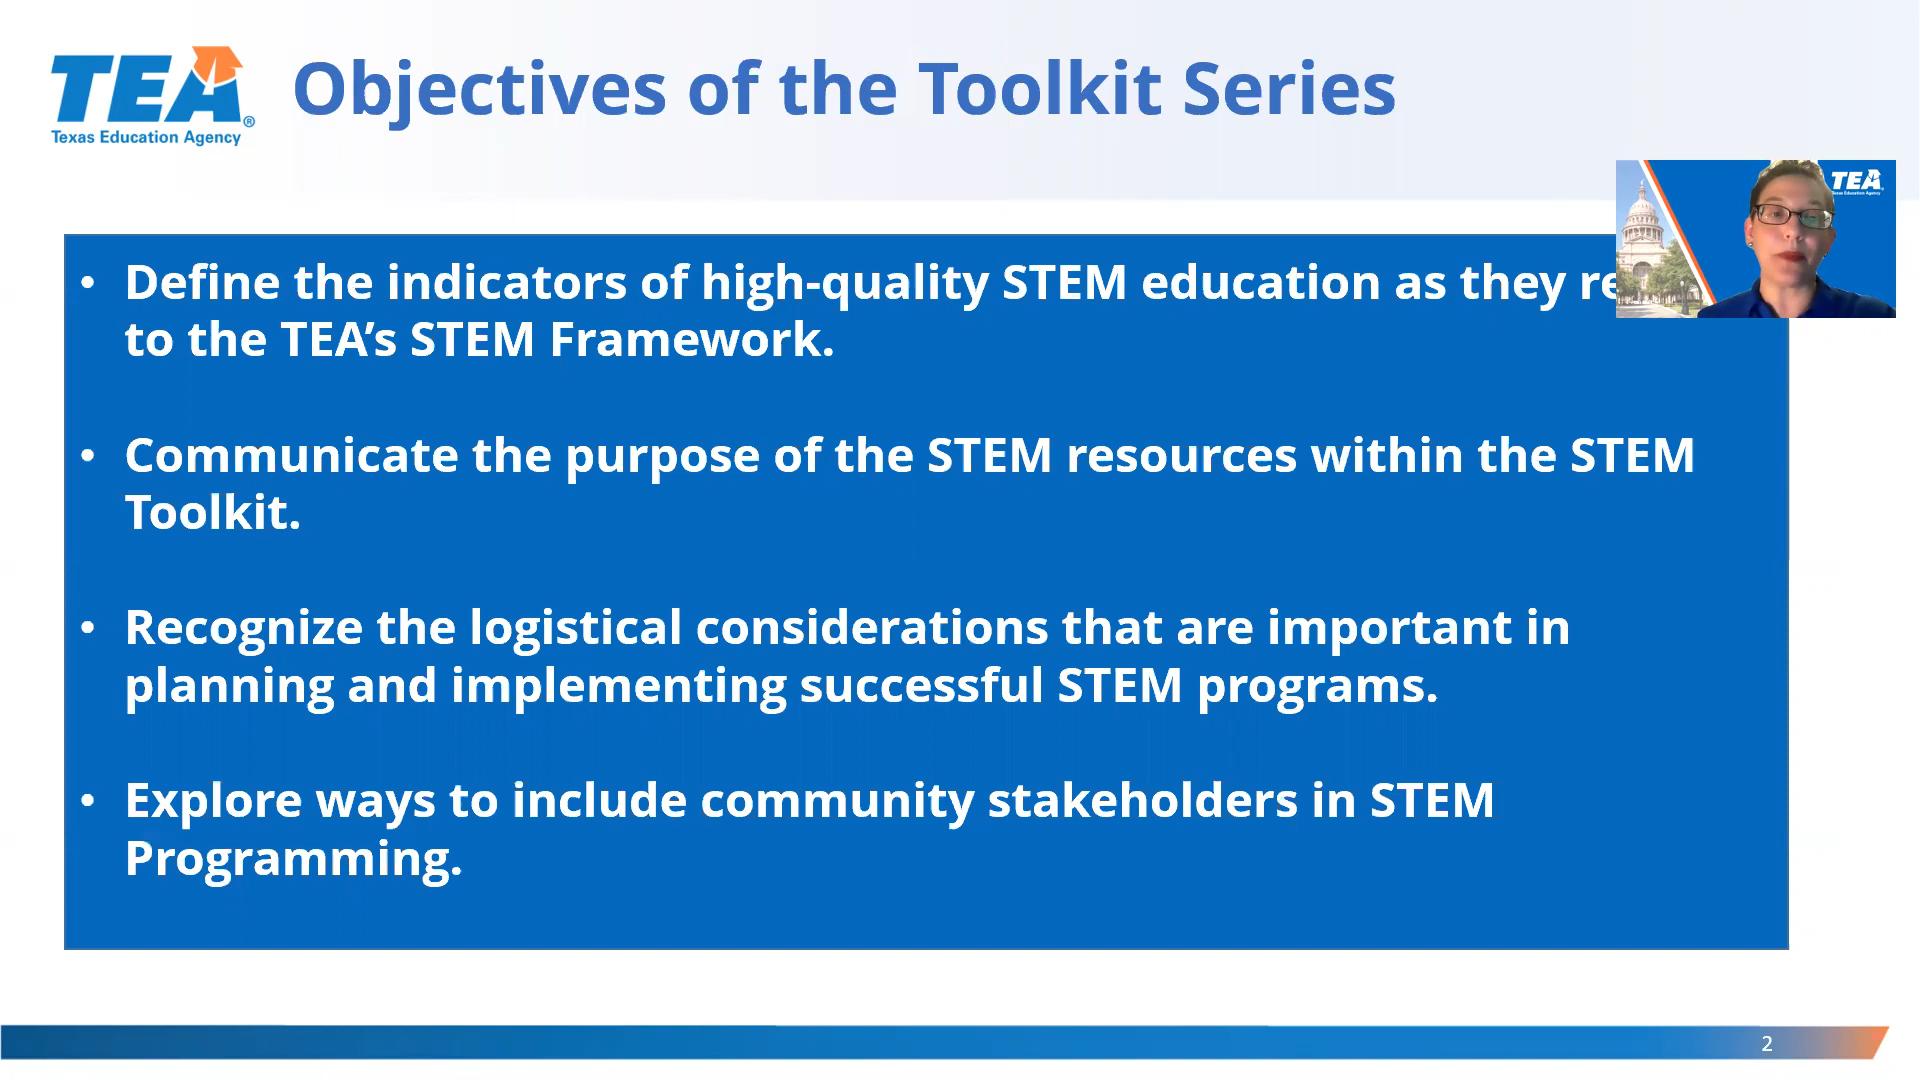 TEA
®
Texas Education Agency
Objectives of the Toolkit Series
TEA
Texas Education Agency
• Define the indicators of high-quality STEM education as they
to the TEA’s STEM Framework.
• Communicate the purpose of the STEM resources within the STEM
Toolkit.
• Recognize the logistical considerations that are important in
planning and implementing successful STEM programs.
• Explore ways to include community stakeholders in STEM
Programming.
2